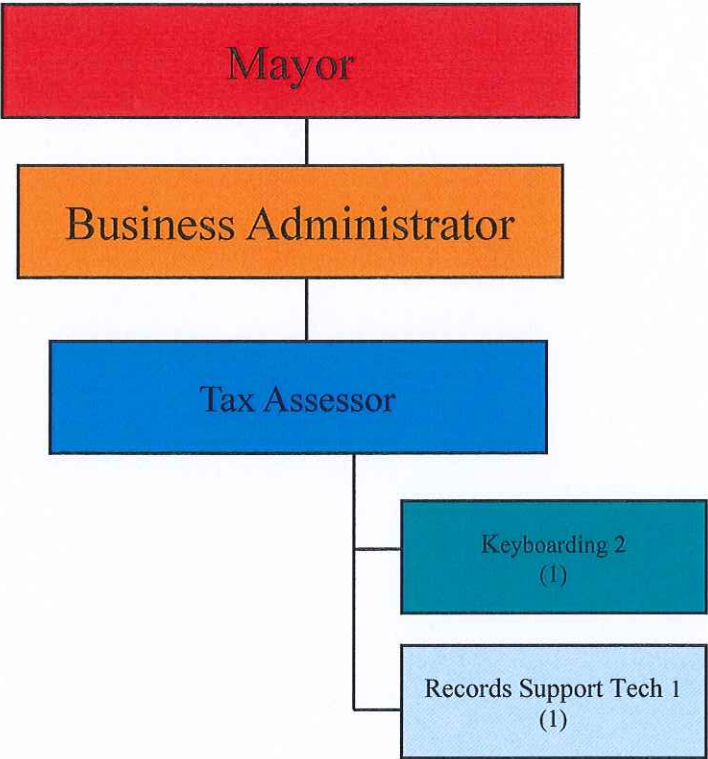 Mayor
Business Administrator
Tax Assessor
Keyboarding 2
(1)
Records Support Tech 1
(1)